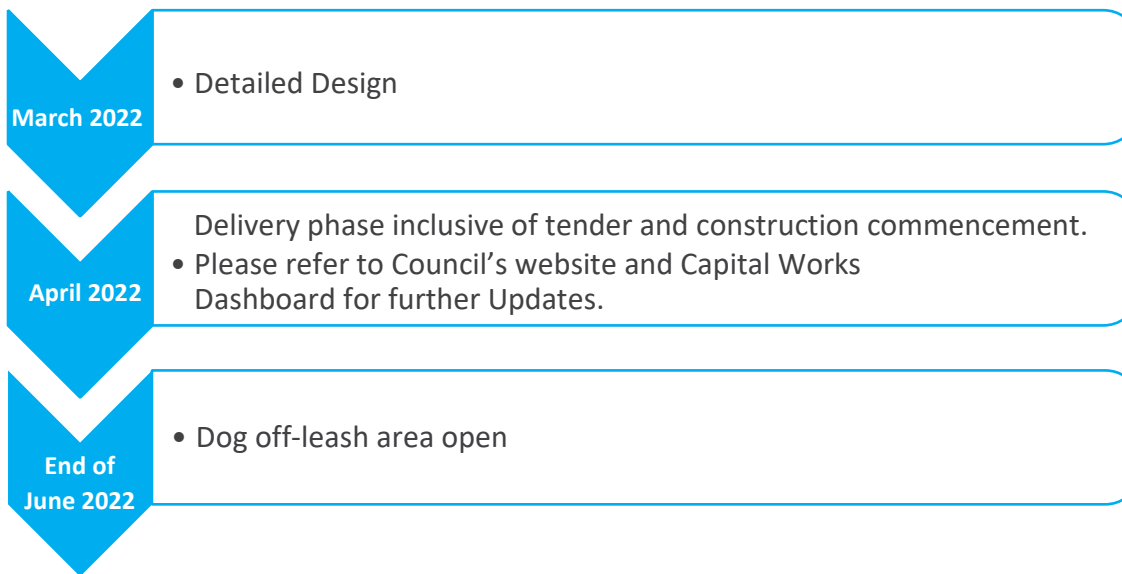 March 2022
• Detailed Design
April 2022
Delivery phase inclusive of tender and construction commencement.
• Please refer to Council’s website and Capital Works
Dashboard for further Updates.
End of
June 2022
• Dog off-leash area open